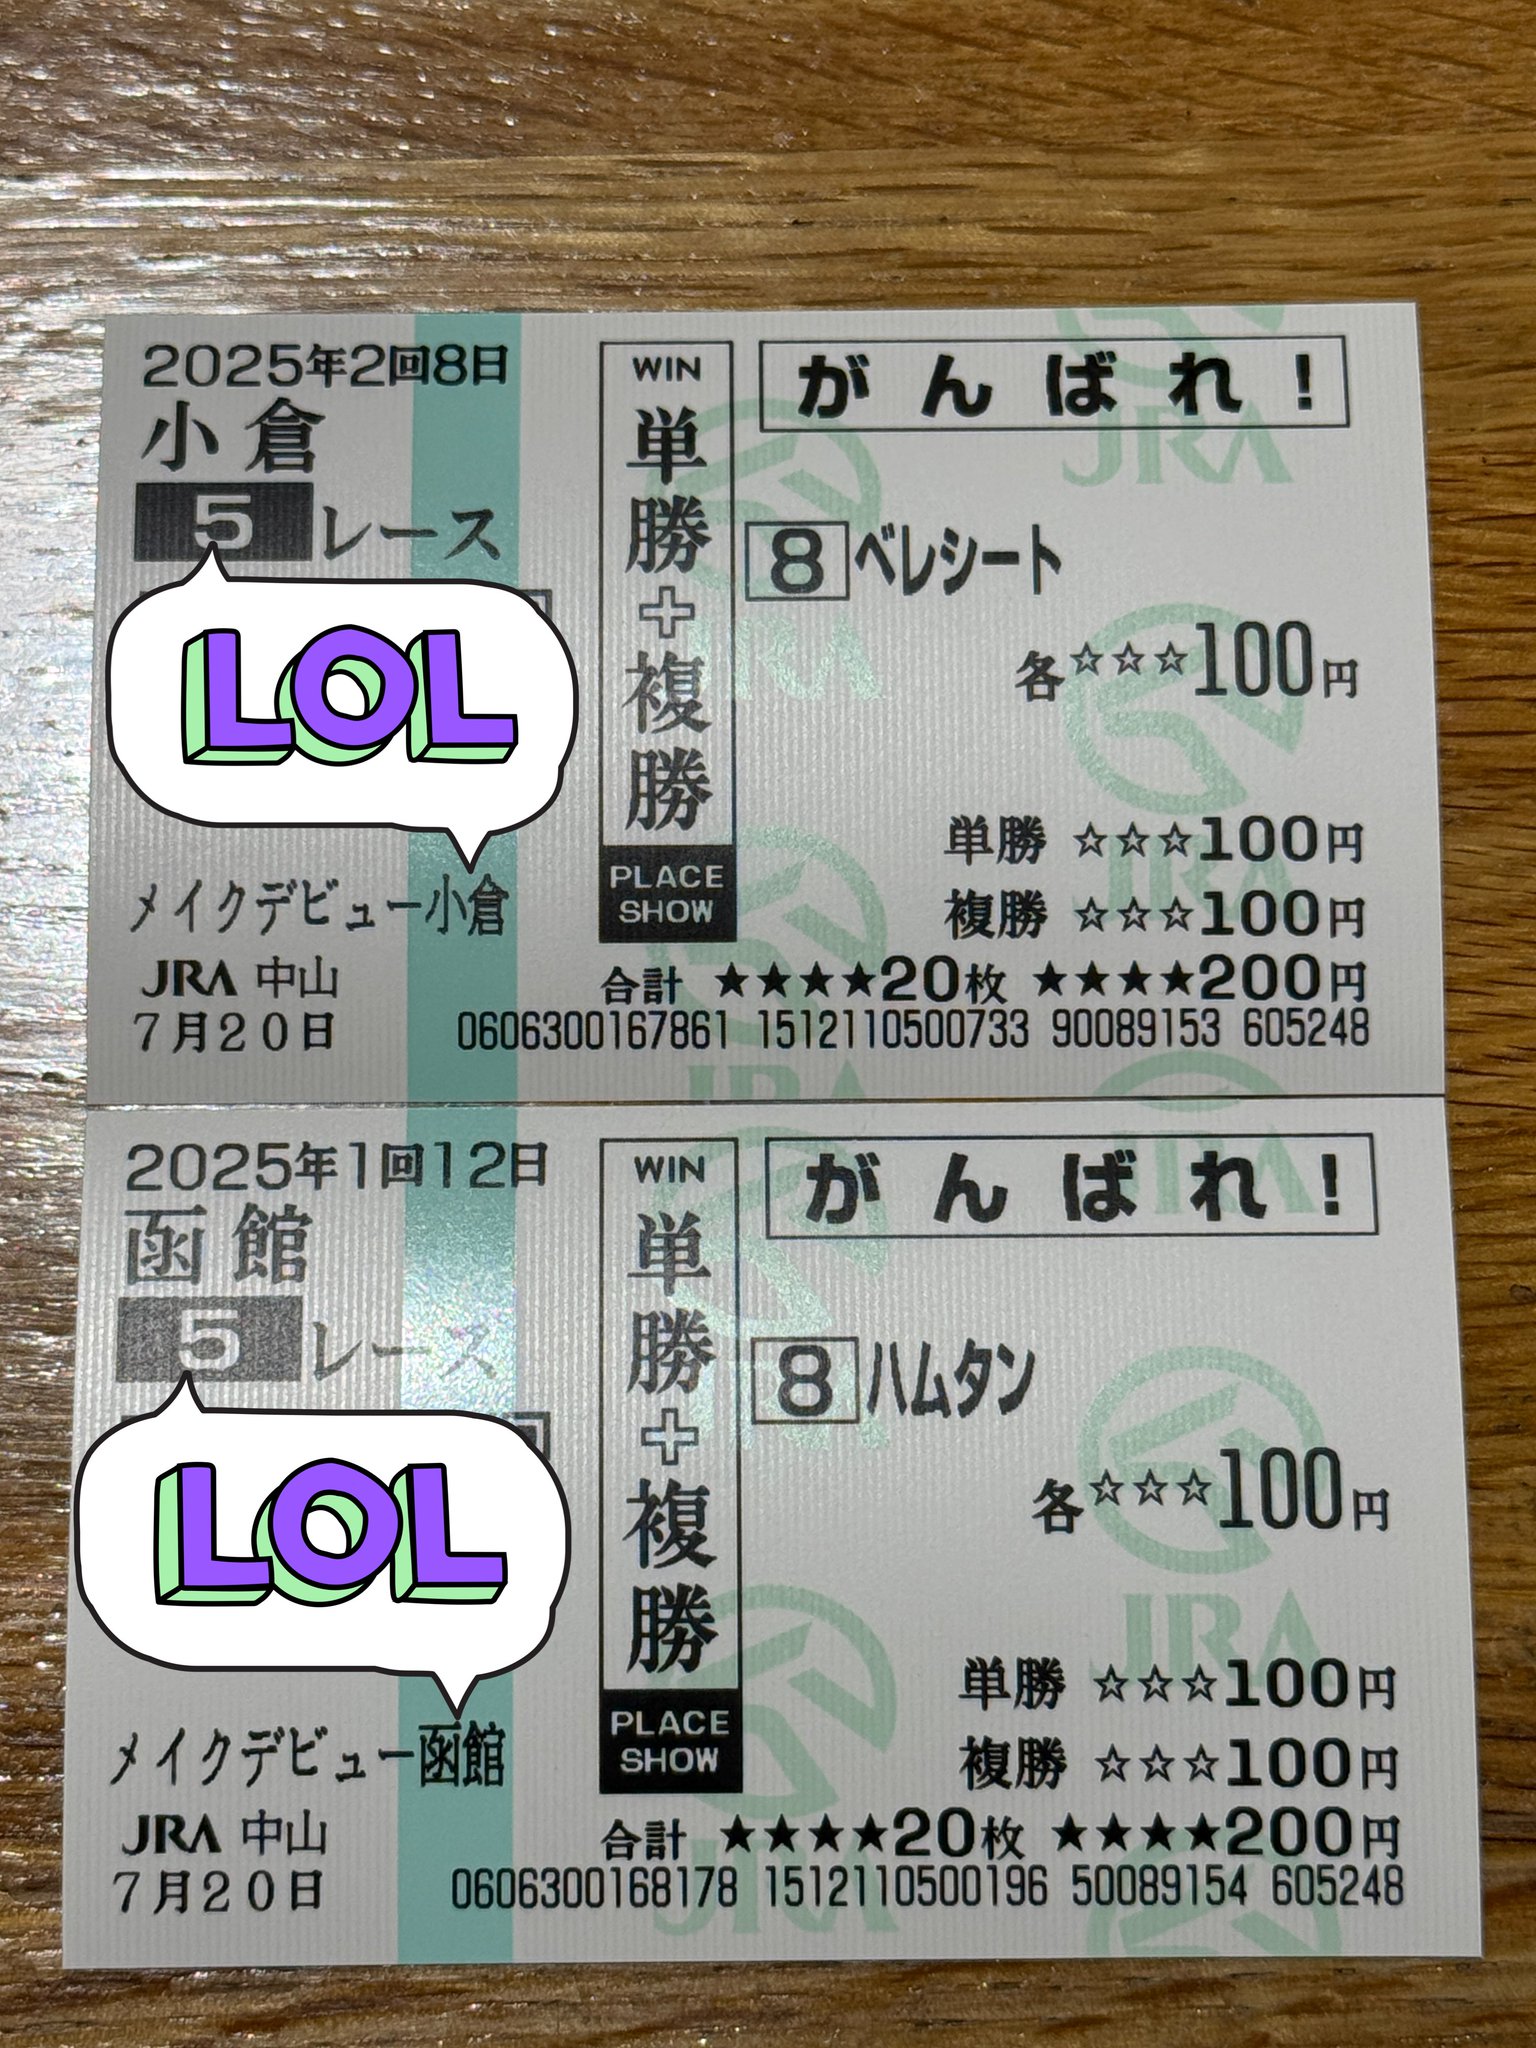 2025年2回8日
小倉
5レース
LOL
メイクデビュー小倉
JRA 中山
7月20日
WIN
単勝+複勝
PLACE
SHOW
がんばれ!
8 ベレシート
各☆☆☆100円
単勝 ☆☆☆100円
複勝 ☆☆☆100円
合計 ★★★★20枚 ★★★★200円
0606300167861 1512110500733 90089153 605248
2025年1回12日
函館
5レース
LOL
メイクデビュー函館
JRA 中山
7月20日
WIN
単勝+複勝
PLACE
SHOW
がんばれ!
8 ハムタン
各☆☆☆100円
単勝 ☆☆☆100円
複勝 ☆☆☆100円
合計 ★★★★20枚 ★★★★200円
0606300168178 1512110500196 50089154 605248
JRA
JRA
JRA
JRA
JRA
JRA